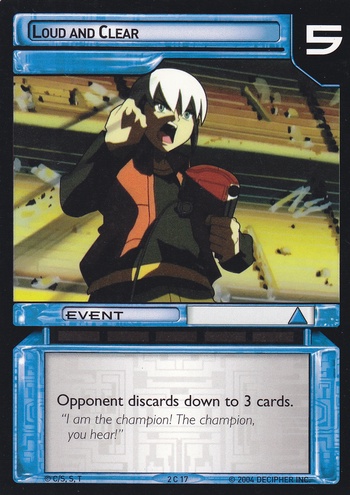 LOUD AND CLEAR
5
EVENT
Opponent discards down to 3 cards.
"I am the champion! The champion,
you hear!"
2 C 17
© 2004 DECIPHER INC.